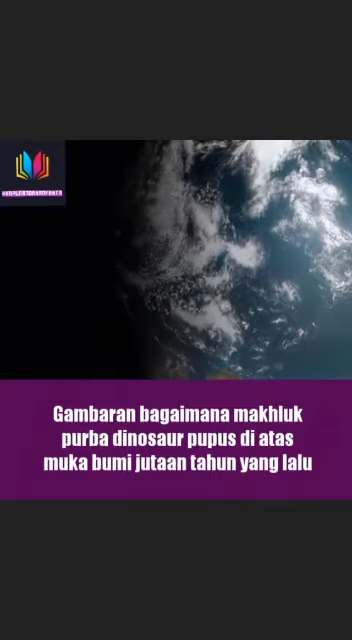 Gambaran bagaimana makhluk
purba dinosaur pupus di atas
muka bumi jutaan tahun yang lalu